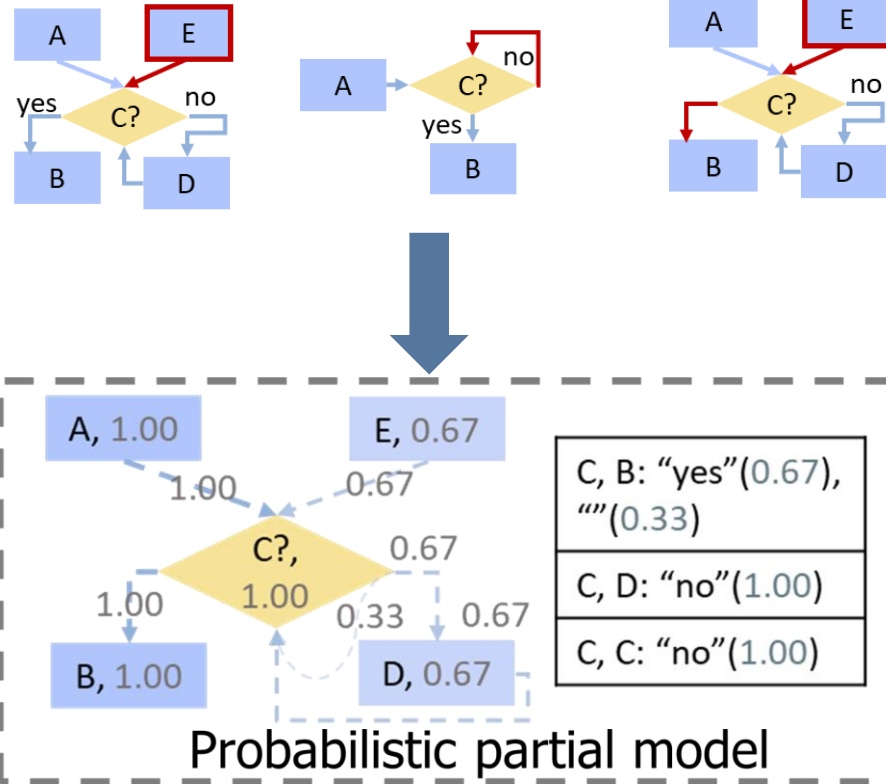 A
E
yes
C?
no
B
D
A
C?
no
yes
B
A
E
C?
no
B
D
A, 1.00
E, 0.67
1.00
0.67
C?,
1.00
0.67
1.00
0.33
0.67
B, 1.00
D, 0.67
C, B: “yes”(0.67),
“”(0.33)
C, D: “no”(1.00)
C, C: “no”(1.00)
Probabilistic partial model